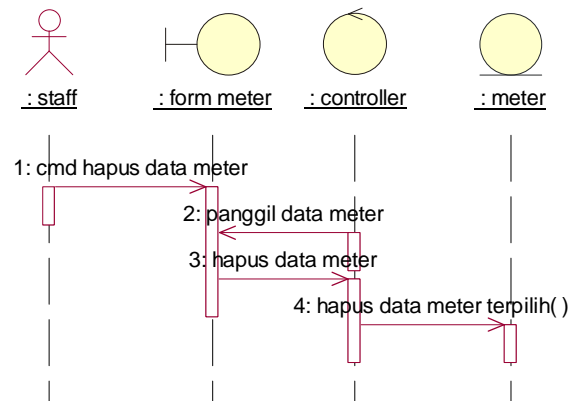 : staff
: form meter
: controller
: meter
1: cmd hapus data meter
2: panggil data meter
3: hapus data meter
4: hapus data meter terpilih( )